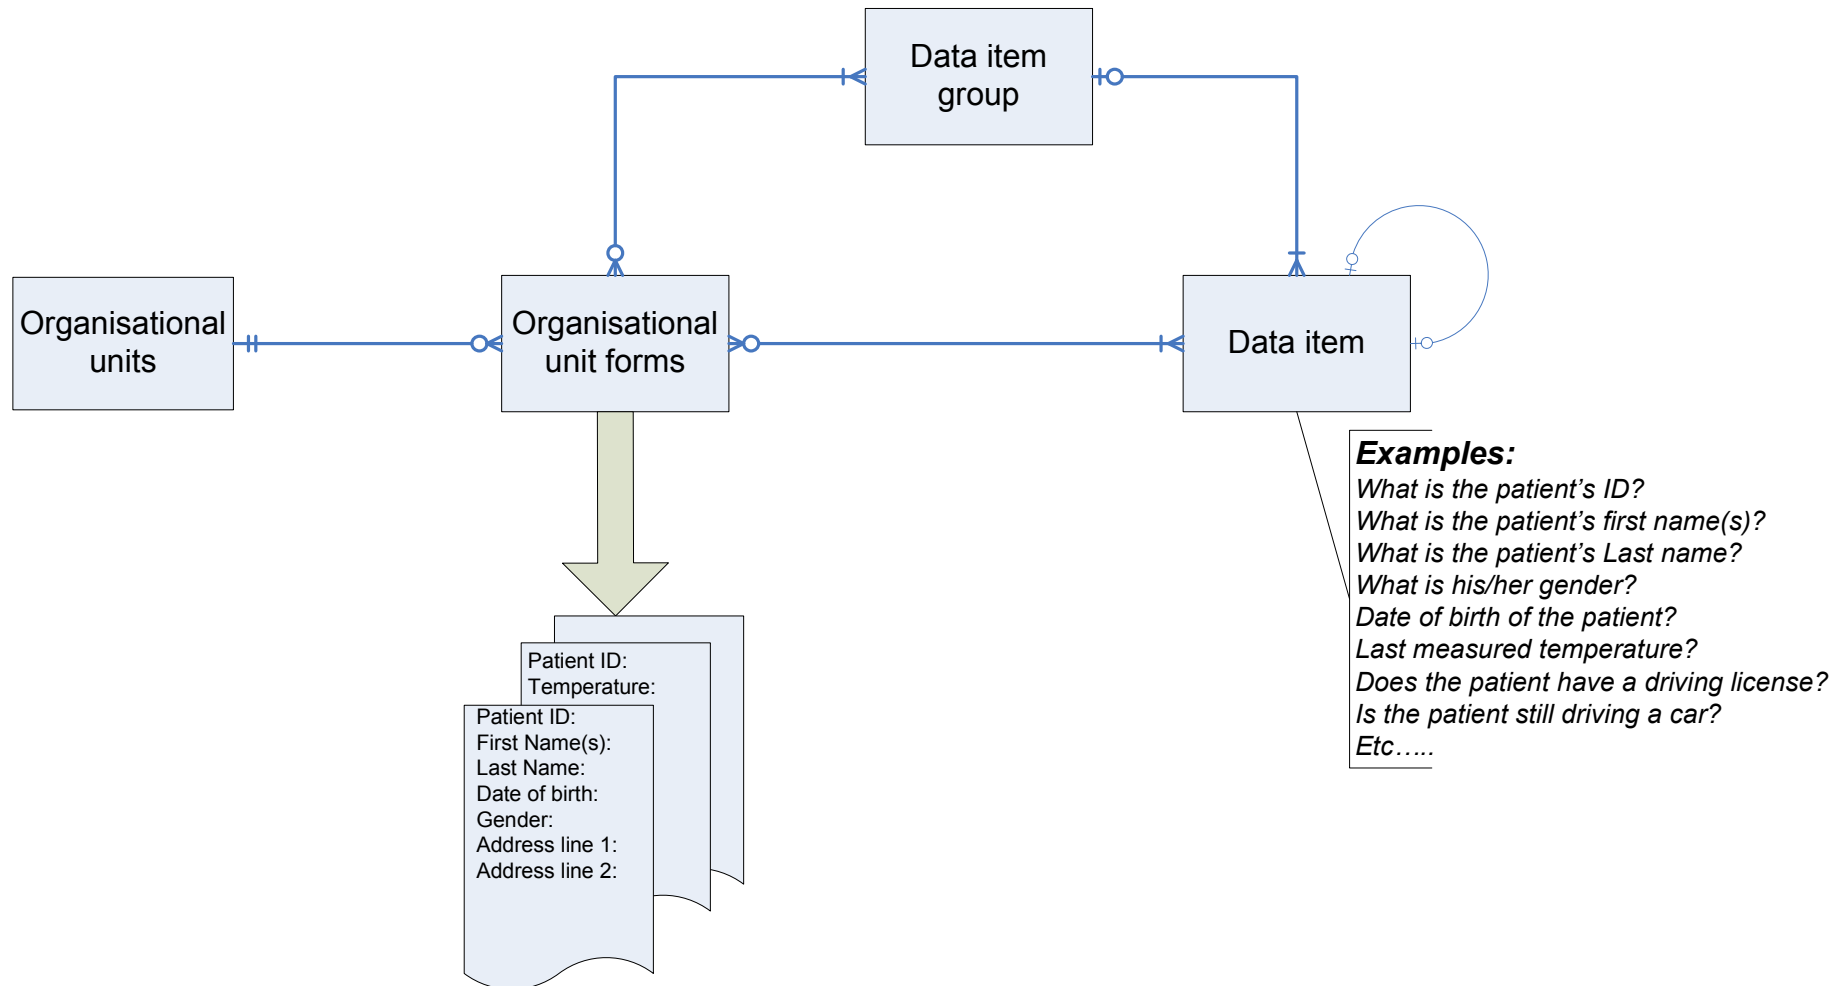 Data item
group
Organisational
units
Organisational
unit forms
Data item
Examples:
What is the patient’s ID?
What is the patient’s first name(s)?
What is the patient’s Last name?
What is his/her gender?
Date of birth of the patient?
Last measured temperature?
Does the patient have a driving license?
Is the patient still driving a car?
Etc…..
Patient ID:
Temperature:
Patient ID:
First Name(s):
Last Name:
Date of birth:
Gender:
Address line 1:
Address line 2: